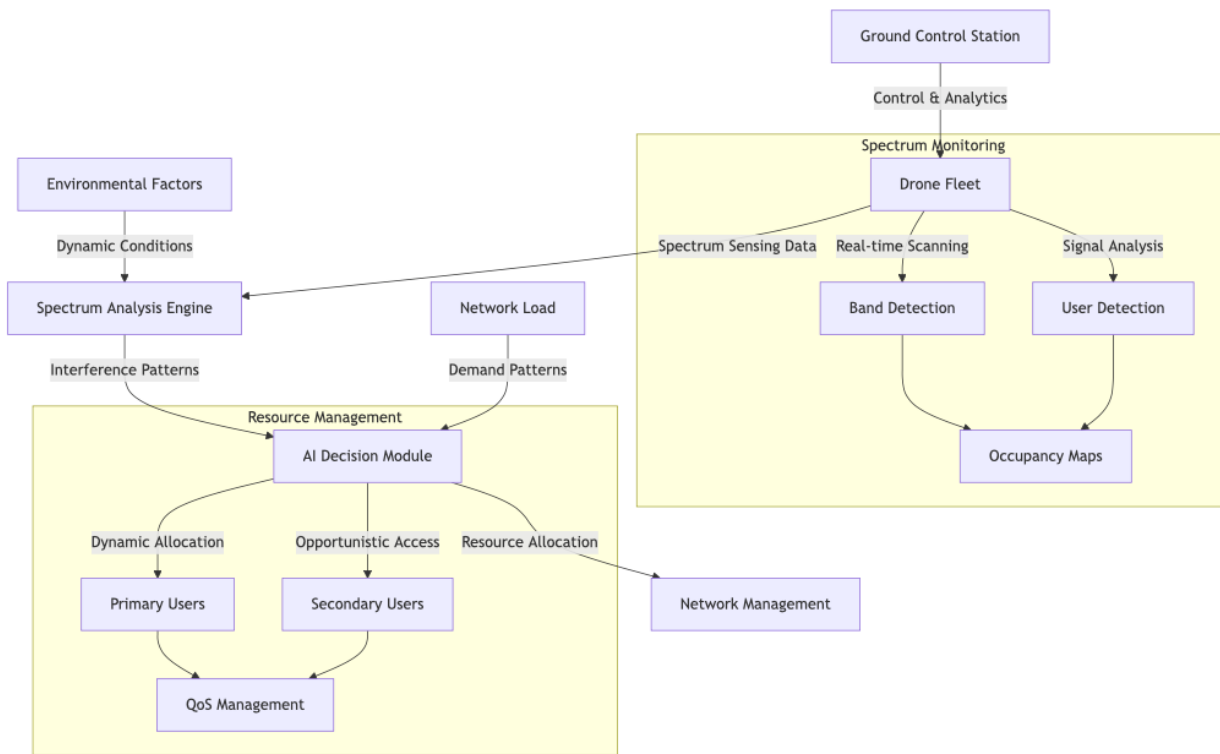 Ground Control Station
Control & Analytics
Spectrum Monitoring
Environmental Factors
Drone Fleet
Dynamic Conditions
Spectrum Sensing Data
Real-time Scanning
Signal Analysis
Spectrum Analysis Engine
Network Load
Band Detection
User Detection
Interference Patterns
Demand Patterns
Resource Management
AI Decision Module
Occupancy Maps
Dynamic Allocation
Opportunistic Access
Resource Allocation
Primary Users
Secondary Users
Network Management
QoS Management